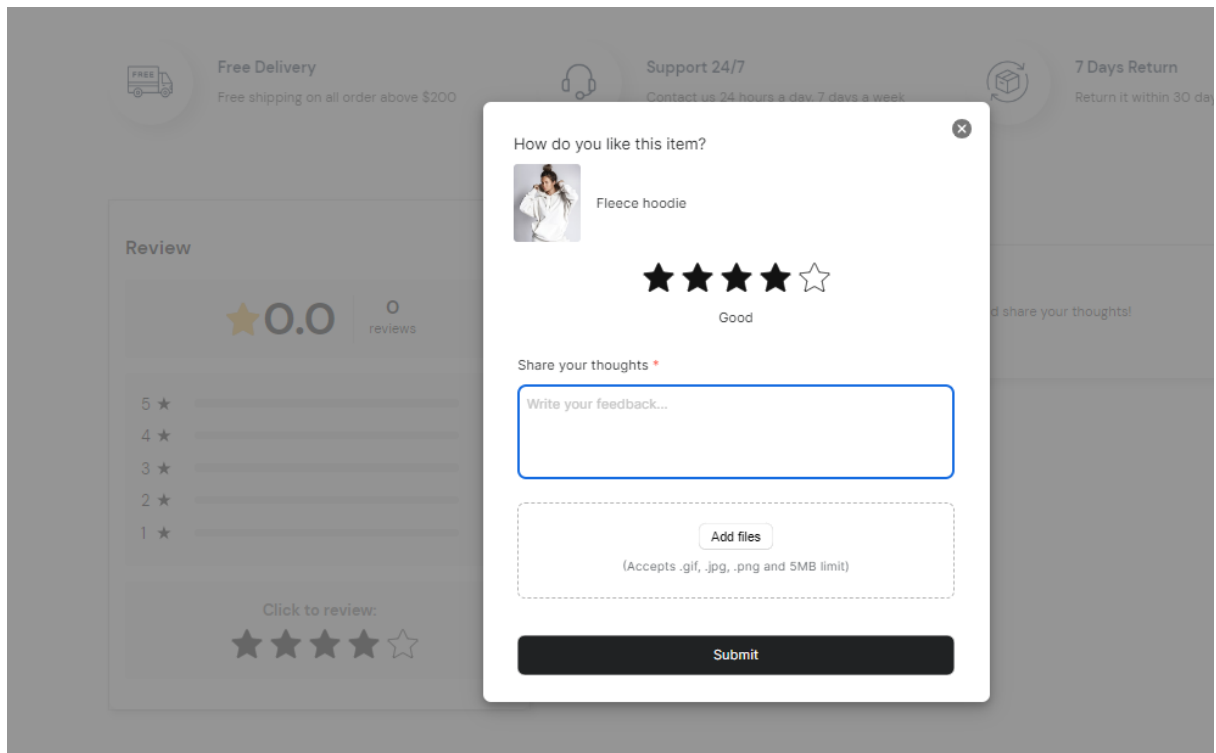 FREE
Free Delivery
Free shipping on all order above $200
Support 24/7
Contact us 24 hours a day, 7 days a week
7 Days Return
Return it within 30 day
Review
0.0
0
reviews
5 ★
4 ★
3 ★
2 ★
1 ★
Click to review:
How do you like this item?
Fleece hoodie
Good
Share your thoughts *
Write your feedback...
Add files
(Accepts .gif, .jpg, .png and 5MB limit)
Submit
d share your thoughts!